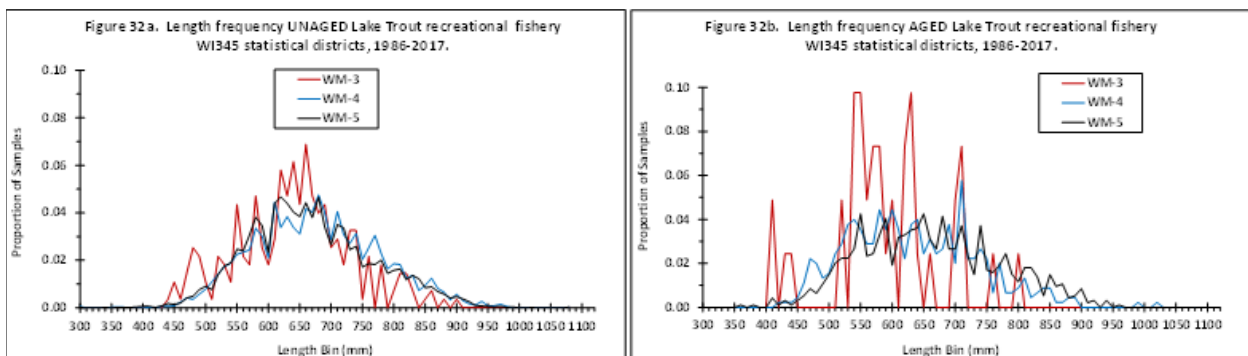 Figure 32a. Length frequency UNAGED Lake Trout recreational fishery
WI345 statistical districts, 1986-2017.
0.10
0.08
0.06
0.04
0.02
0.00
Proportion of Samples
WM-3
WM-4
WM-5
300 350 400 450 500 550 600 650 700 750 800 850 900 950 1000 1050 1100
Length Bin (mm)
Figure 32b. Length frequency AGED Lake Trout recreational fishery
WI345 statistical districts, 1986-2017.
0.10
0.08
0.06
0.04
0.02
0.00
Proportion of Samples
WM-3
WM-4
WM-5
300 350 400 450 500 550 600 650 700 750 800 850 900 950 1000 1050 1100
Length Bin (mm)